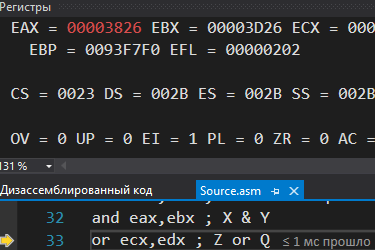 Регистры
EAX = 00003826 EBX = 00003D26 ECX = 000
EBP = 0093F7F0 EFL = 00000202
CS = 0023 DS = 002B ES = 002B SS = 002B
OV = 0 UP = 0 EI = 1 PL = 0 ZR = 0 AC =
131 %
Дизассемблированный код Source.asm
32 and eax,ebx ; X & Y
33 or ecx,edx ; Z or Q ≤ 1 мс прошло